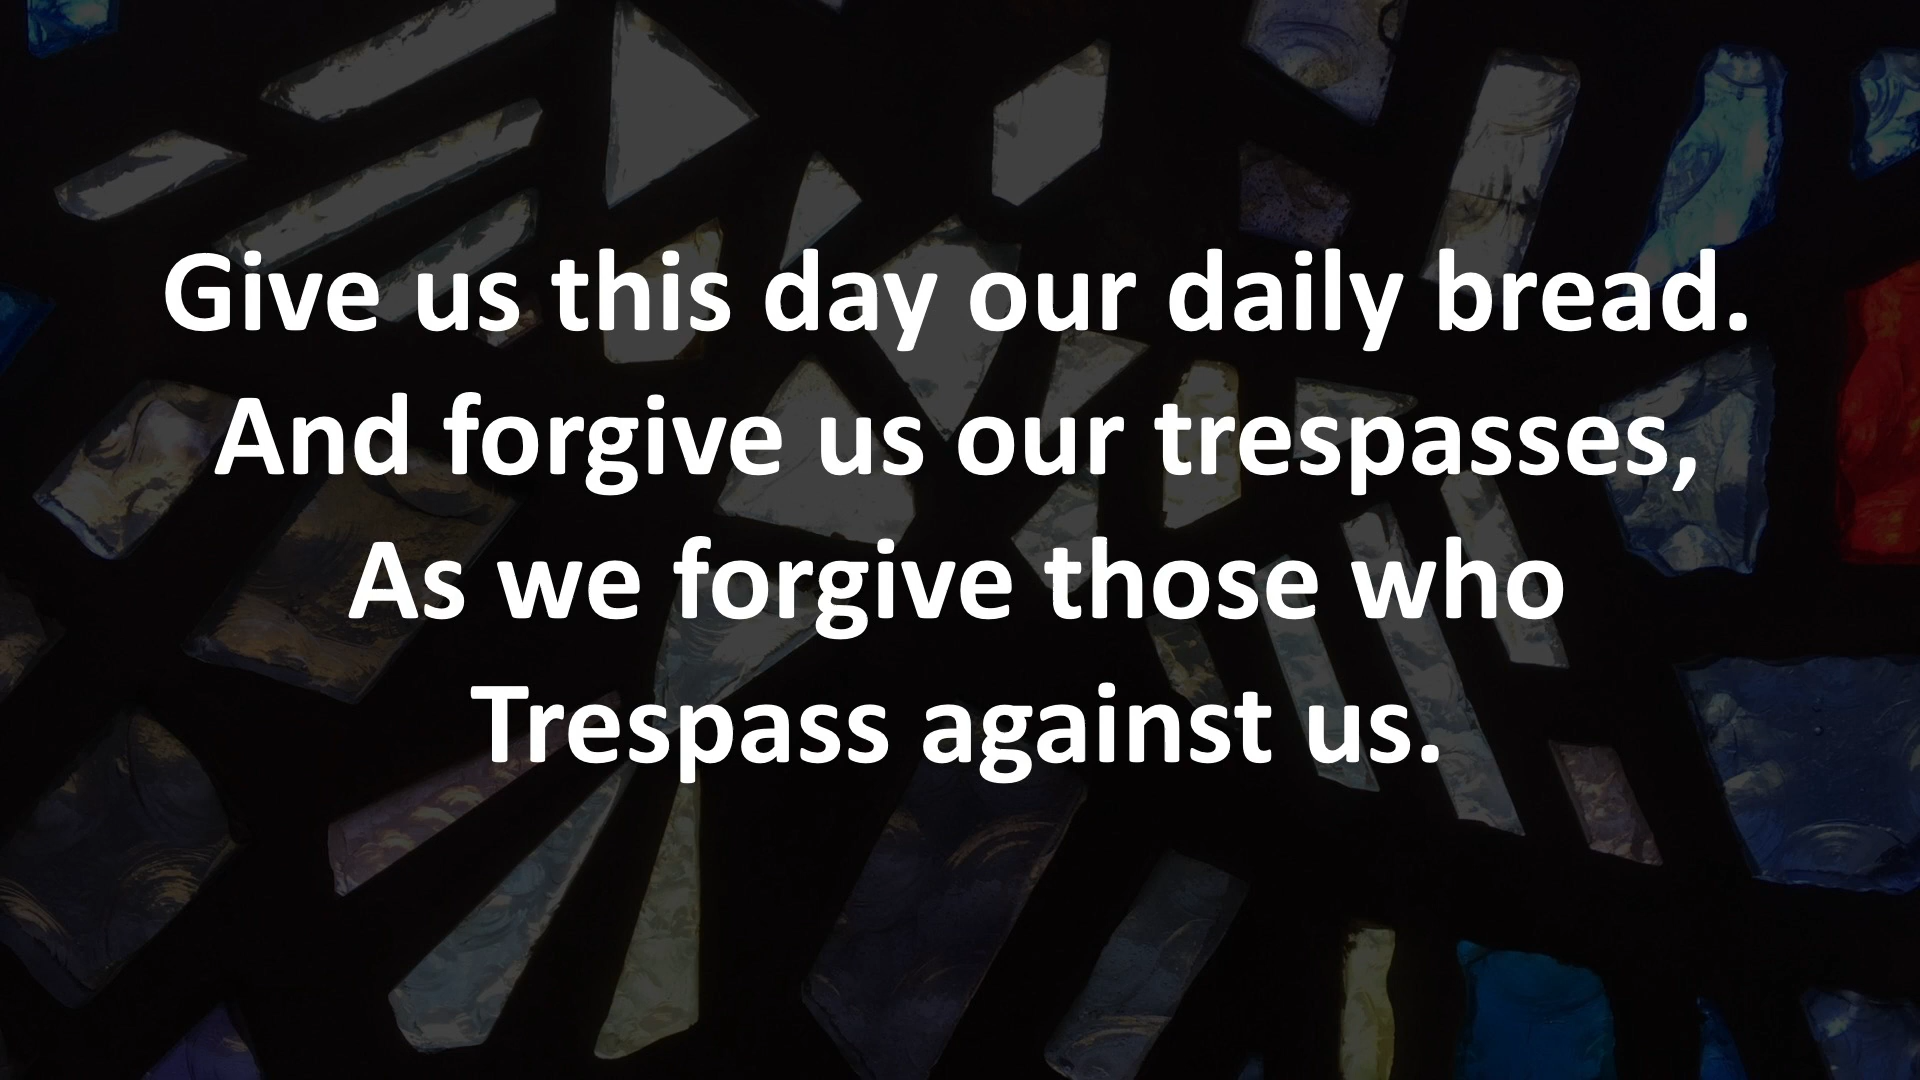 Give us this day our daily bread.
And forgive us our trespasses,
As we forgive those who
Trespass against us.